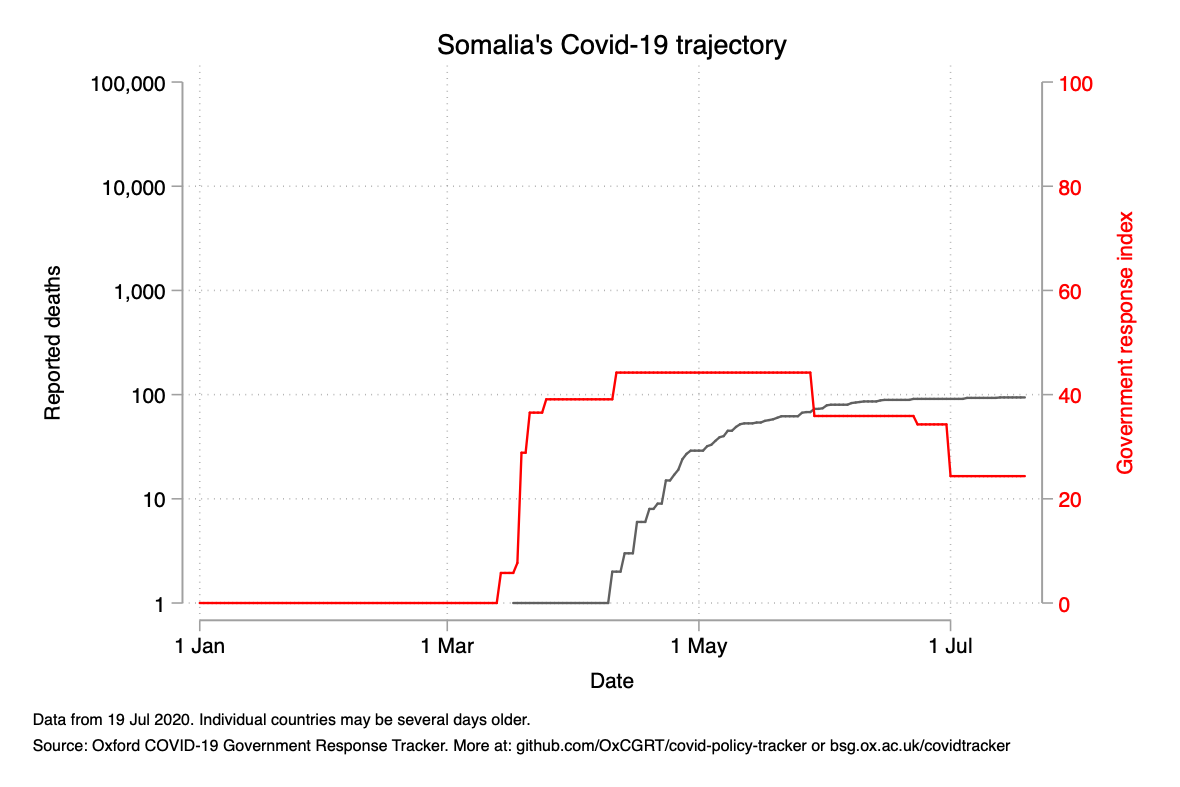 Somalia's Covid-19 trajectory
100,000
10,000
1,000
100
10
1
Reported deaths
100
80
60
40
20
0
Government response index
1 Jan
1 Mar
1 May
1 Jul
Date
Data from 19 Jul 2020. Individual countries may be several days older.
Source: Oxford COVID-19 Government Response Tracker. More at: github.com/OxCGRT/covid-policy-tracker or bsg.ox.ac.uk/covidtracker